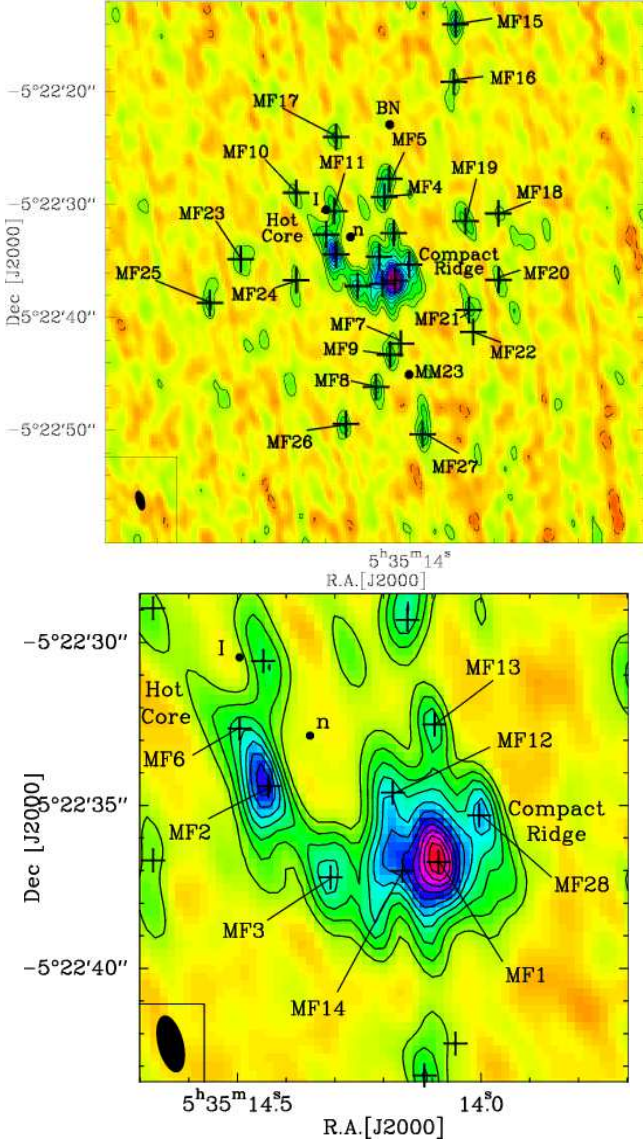 MF15
-5°22'20''
MF16
MF17
BN
MF5
MF10
MF11
MF4
MF19
MF18
-5°22'30''
I
Hot
Core
n
MF23
Compact
Ridge
MF25
MF24
MF20
Dec [J2000]
MF21
-5°22'40''
MF7
MF22
MF9
MM23
MF8
-5°22'50''
MF26
MF27
5ʰ35ᵐ14ˢ
R.A.[J2000]
-5°22'30''
I
MF13
Hot
Core
n
MF12
MF6
-5°22'35''
Compact
Ridge
MF2
Dec [J2000]
MF28
MF3
-5°22'40''
MF14
MF1
5ʰ35ᵐ14ˢ.5
14ˢ.0
R.A.[J2000]